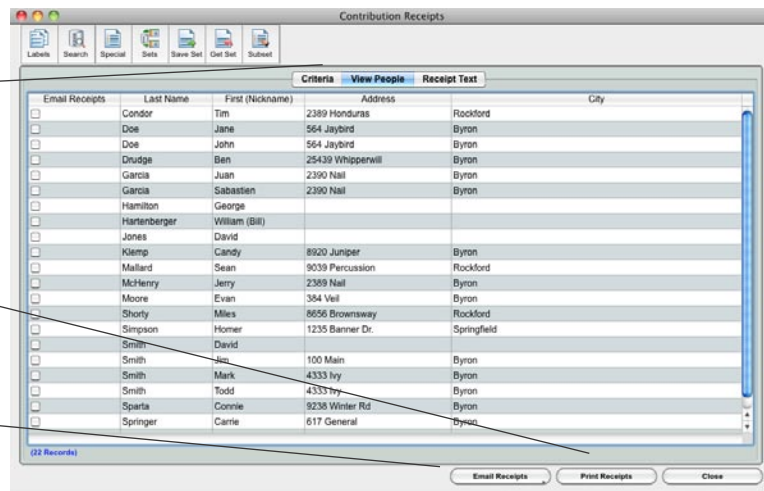 Contribution Receipts
Labels Search Special Sets Save Set Get Set Subset
Criteria View People Receipt Text
Email Receipts Last Name First (Nickname) Address City
Condor Tim 2389 Honduras Rockford
Doe Jane 564 Jaybird Byron
Doe John 564 Jaybird Byron
Drudge Ben 25439 Whipperwill Byron
Garcia Juan 2390 Nail Byron
Garcia Sabastien 2390 Nail Byron
Hamilton George
Hartenberger William (Bill)
Jones David
Klemp Candy 8920 Juniper Byron
Mallard Sean 9039 Percussion Rockford
McHenry Jerry 2389 Nail Byron
Moore Evan 384 Veil Byron
Shorty Miles 8656 Brownsway Rockford
Simpson Homer 1235 Banner Dr. Springfield
Smith David
Smith Jim 100 Main Byron
Smith Mark 4333 Ivy Byron
Smith Todd 4333 Ivy Byron
Sparta Connie 9238 Winter Rd Byron
Springer Carrie 617 General Byron
(22 Records)
Email Receipts Print Receipts Close